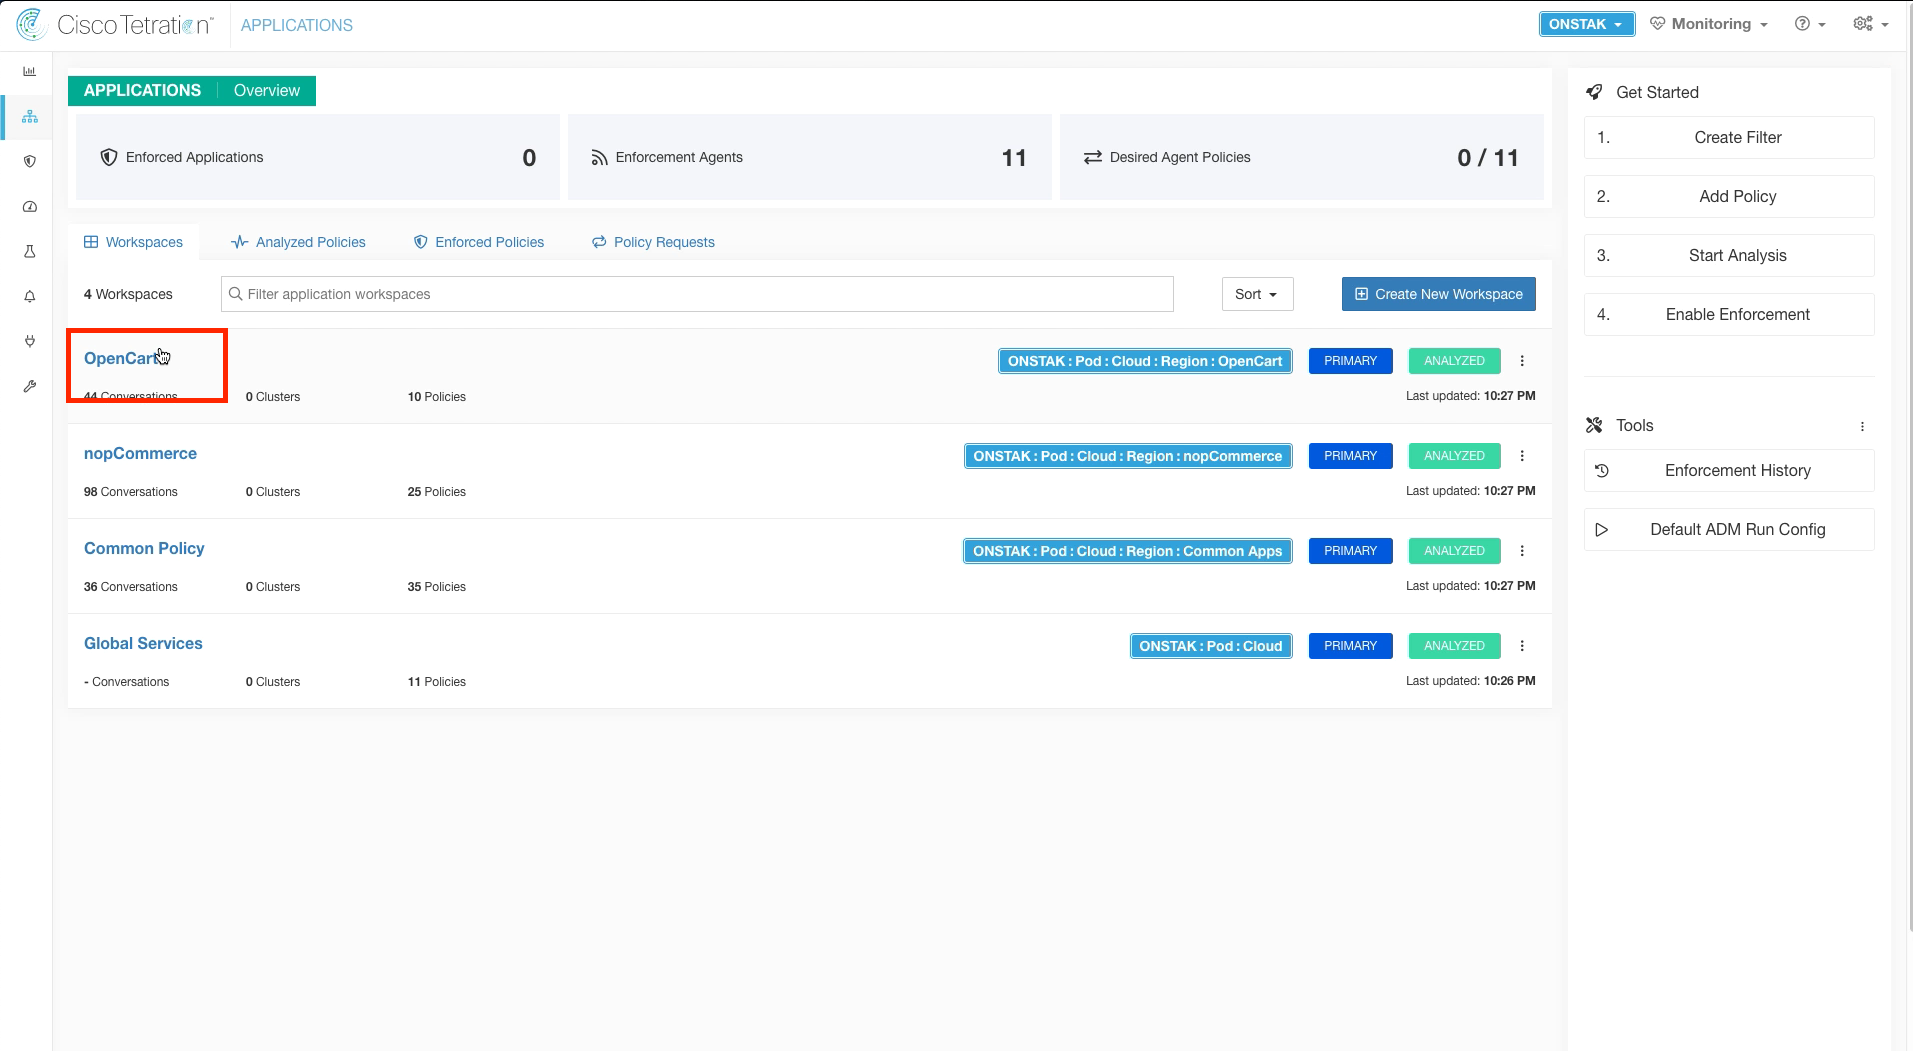 Cisco Tetration™ APPLICATIONS ONSTAK Monitoring
APPLICATIONS Overview
Enforced Applications 0
Enforcement Agents 11
Desired Agent Policies 0 / 11
Workspaces Analyzed Policies Enforced Policies Policy Requests
4 Workspaces Filter application workspaces Sort Create New Workspace
OpenCart ONSTAK : Pod : Cloud : Region : OpenCart PRIMARY ANALYZED
44 Conversations 0 Clusters 10 Policies Last updated: 10:27 PM
nopCommerce ONSTAK : Pod : Cloud : Region : nopCommerce PRIMARY ANALYZED
98 Conversations 0 Clusters 25 Policies Last updated: 10:27 PM
Common Policy ONSTAK : Pod : Cloud : Region : Common Apps PRIMARY ANALYZED
36 Conversations 0 Clusters 35 Policies Last updated: 10:27 PM
Global Services ONSTAK : Pod : Cloud PRIMARY ANALYZED
- Conversations 0 Clusters 11 Policies Last updated: 10:26 PM
Get Started
1. Create Filter
2. Add Policy
3. Start Analysis
4. Enable Enforcement
Tools
Enforcement History
Default ADM Run Config